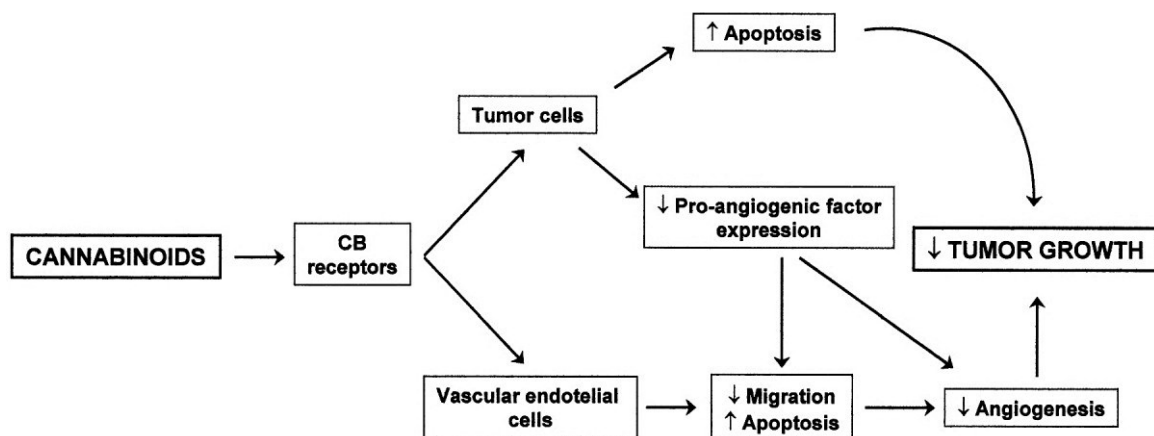 ↑ Apoptosis
Tumor cells
↓ Pro-angiogenic factor
expression
CANNABINOIDS
CB
receptors
↓ TUMOR GROWTH
Vascular endotelial
cells
↓ Migration
↑ Apoptosis
↓ Angiogenesis